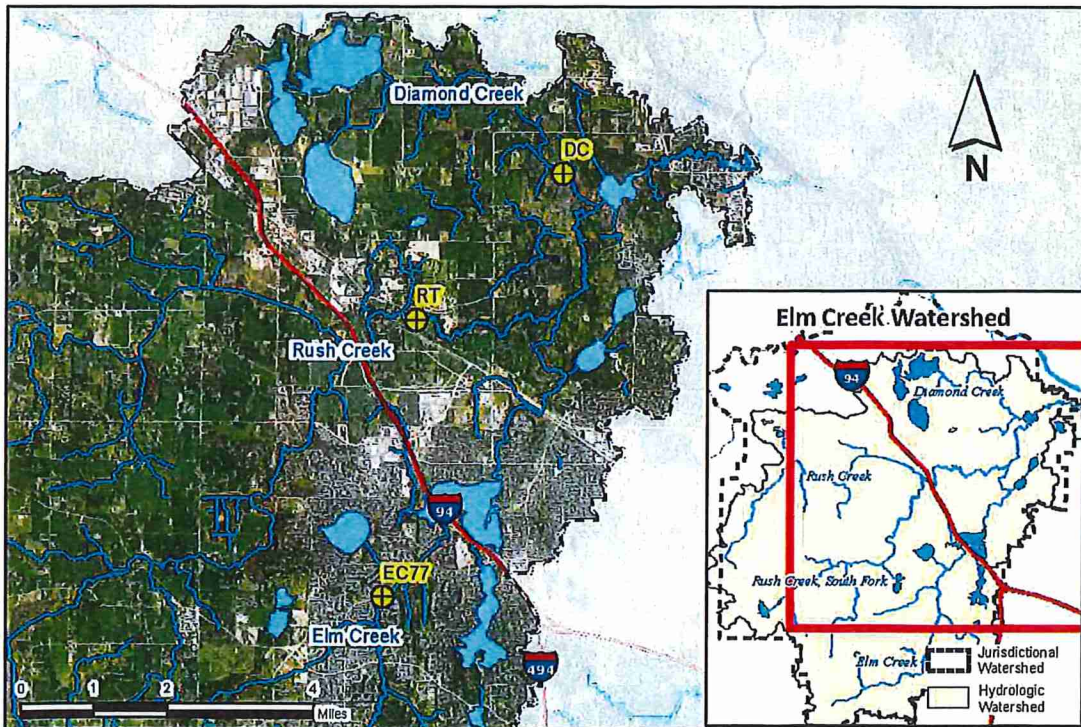 Diamond Creek
DC
N
RT
Rush Creek
94
EC77
Elm Creek
494
0 1 2 4
Miles
Elm Creek Watershed
94
Diamond Creek
Rush Creek
Rush Creek, South Fork
Elm Creek
Jurisdictional
Watershed
Hydrologic
Watershed